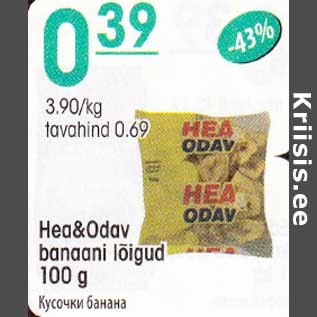 0 39
-43%
3.90/kg
tavahind 0.69
HEA
ODAV
HEA
ODAV
Hea&Odav
banaani lõigud
100 g
Кусочки банана
Kriisis.ee